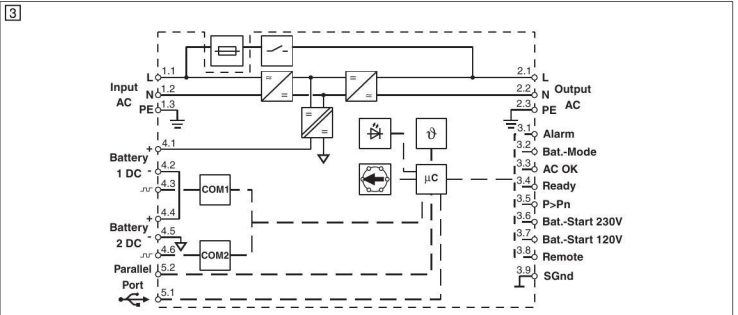 3
L 1.1
Input N 1.2
AC PE 1.3
2.1 L
2.2 N Output
2.3 PE AC
≈
=
=
≈
=
=
+ 4.1
Battery 4.2
1 DC - 4.3
+ 4.4
Battery 4.5
2 DC - 4.6
Parallel 5.2
Port
5.1
COM1
COM2
ϑ
µC
3.1 Alarm
3.2 Bat.-Mode
3.3 AC OK
3.4 Ready
3.5 P>Pn
3.6 Bat.-Start 230V
3.7 Bat.-Start 120V
3.8 Remote
3.9 SGnd